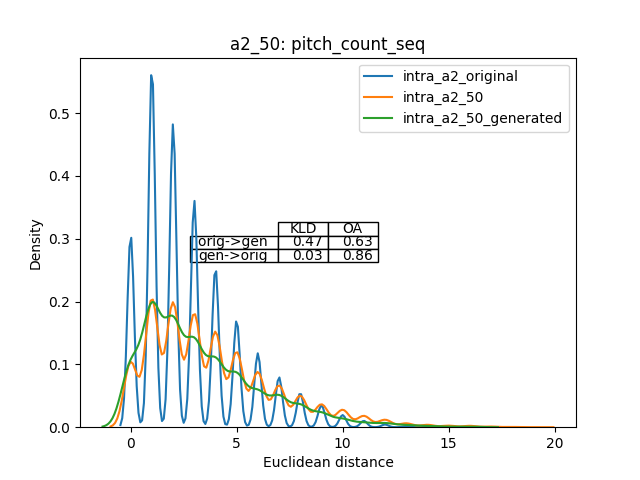 a2_50: pitch_count_seq
intra_a2_original
intra_a2_50
intra_a2_50_generated
KLD OA
orig->gen 0.47 0.63
gen->orig 0.03 0.86
Density
0.5
0.4
0.3
0.2
0.1
0.0
0 5 10 15 20
Euclidean distance